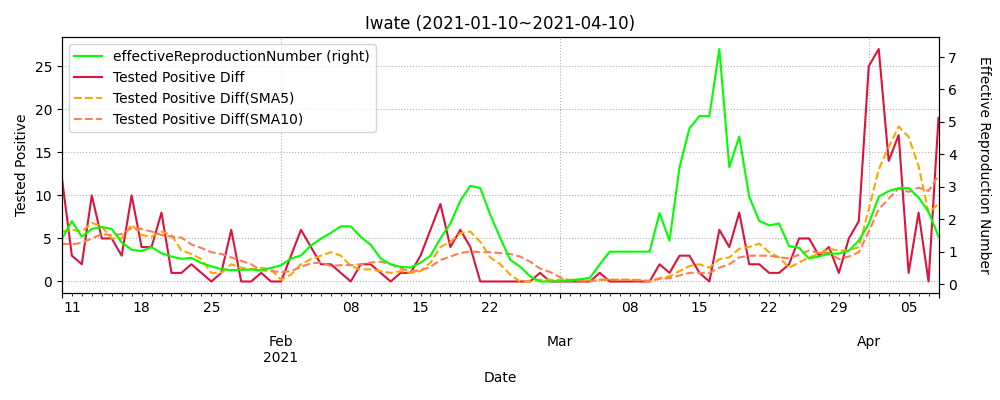 Iwate (2021-01-10~2021-04-10)
effectiveReproductionNumber (right)
Tested Positive Diff
Tested Positive Diff(SMA5)
Tested Positive Diff(SMA10)
Tested Positive
25
20
15
10
5
0
7
6
5
4
3
2
1
0
Effective Reproduction Number
11 18 25 08 15 22 08 15 22 29 05
Feb Mar Apr
2021
Date